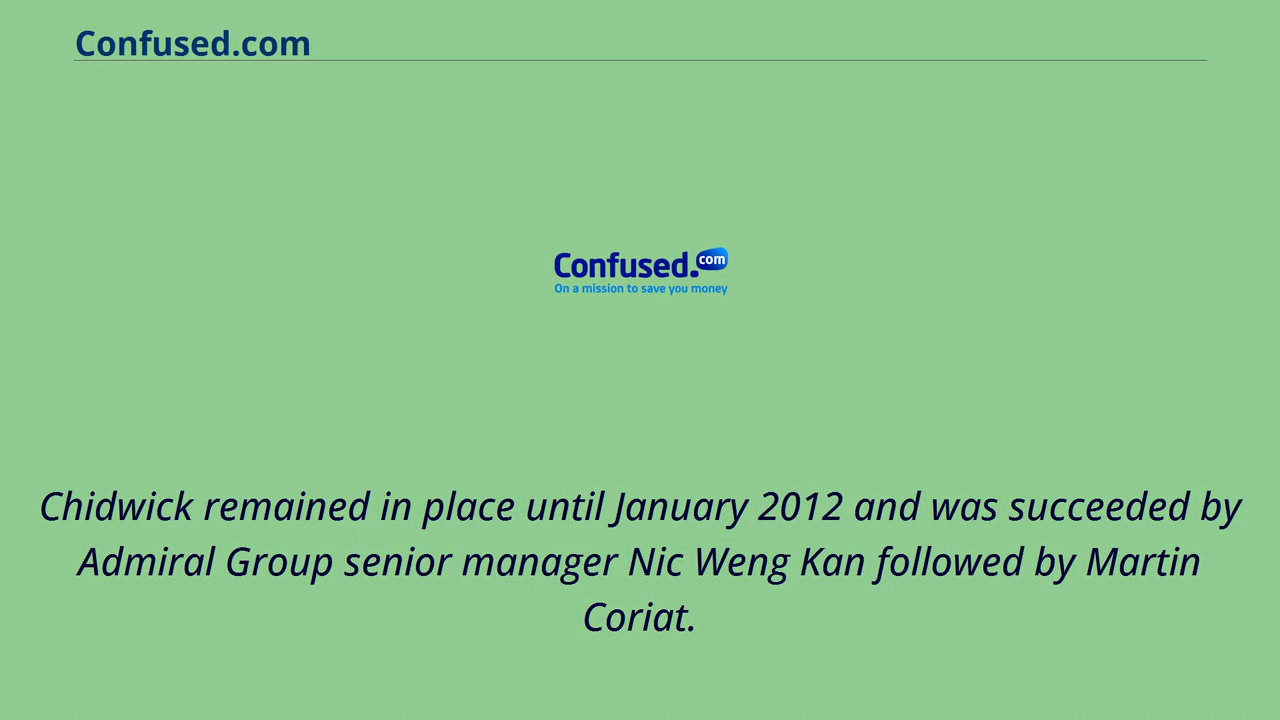 Confused.com
Confused.com
On a mission to save you money
Chidwick remained in place until January 2012 and was succeeded by
Admiral Group senior manager Nic Weng Kan followed by Martin
Coriat.